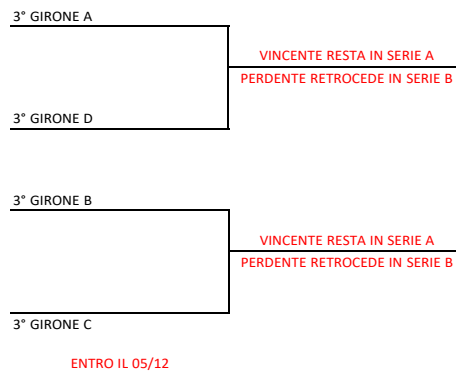 3° GIRONE A
VINCENTE RESTA IN SERIE A
PERDENTE RETROCEDE IN SERIE B
3° GIRONE D
3° GIRONE B
VINCENTE RESTA IN SERIE A
PERDENTE RETROCEDE IN SERIE B
3° GIRONE C
ENTRO IL 05/12